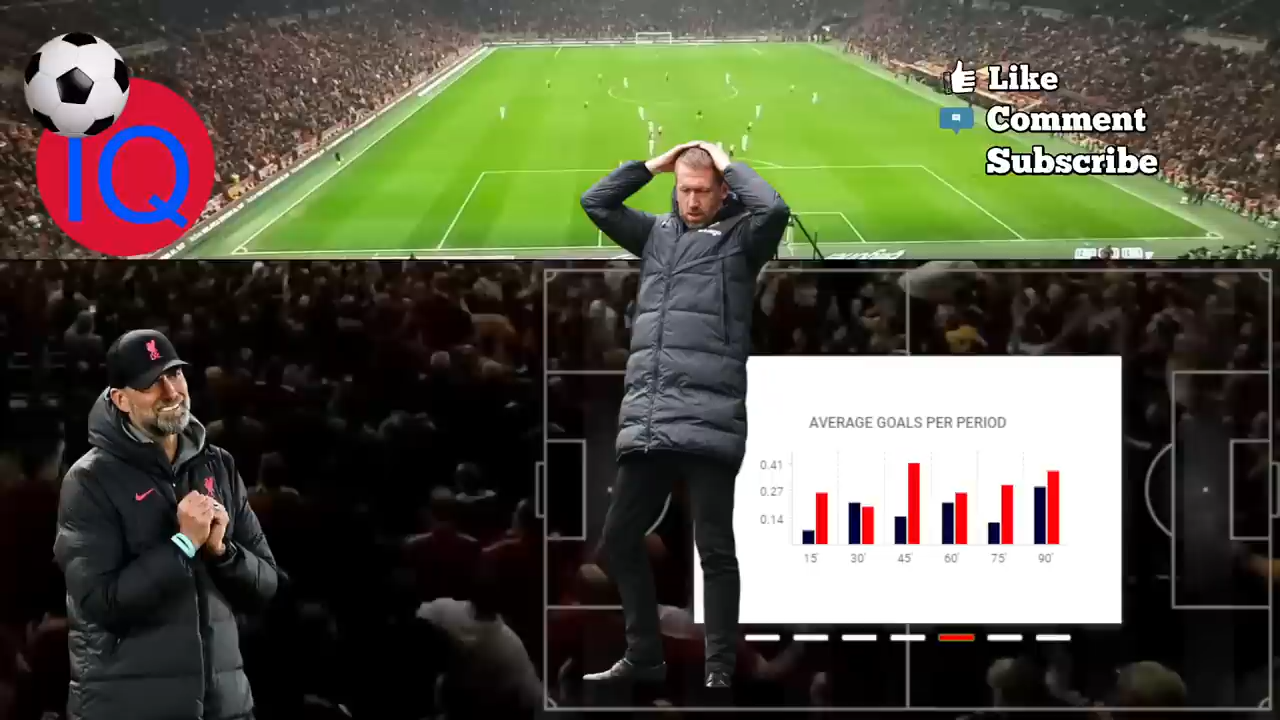 IQ
Like
Comment
Subscribe
AVERAGE GOALS PER PERIOD
0.41
0.27
0.14
15' 30' 45' 60' 75' 90'